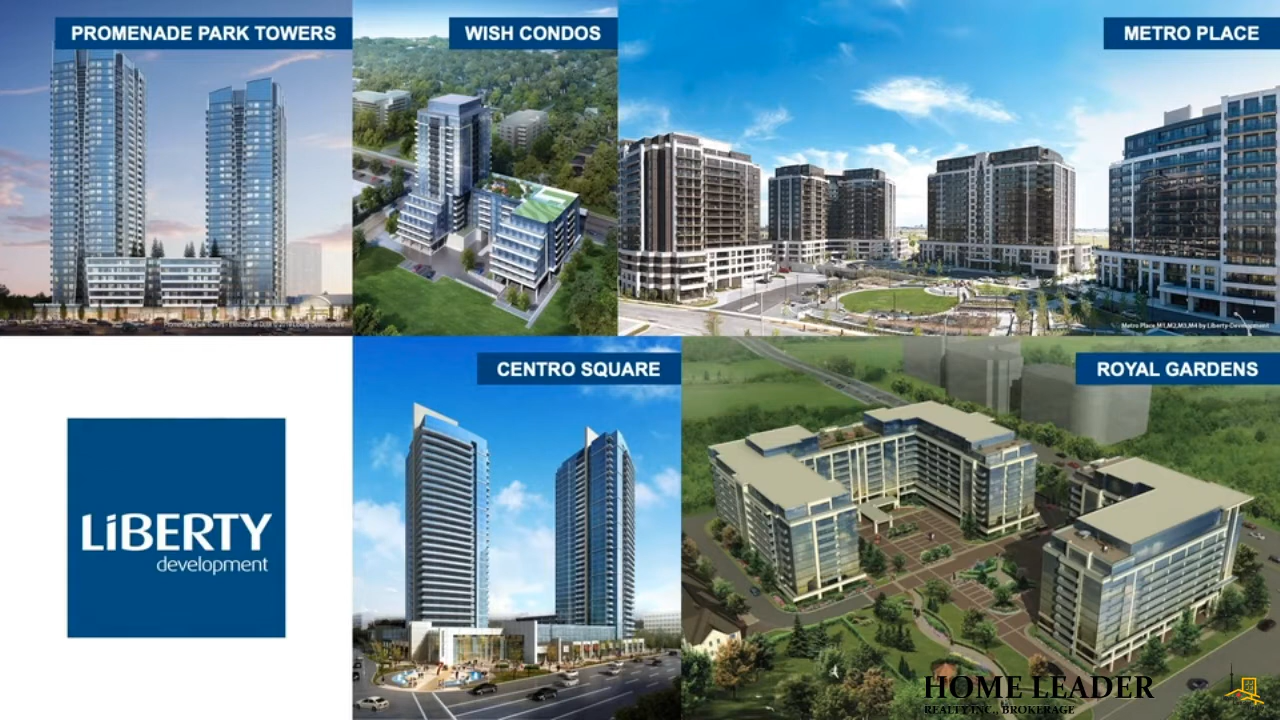 PROMENADE PARK TOWERS
WISH CONDOS
METRO PLACE
Metro Place M1,M2,M3,M4 by Liberty Development
CENTRO SQUARE
ROYAL GARDENS
LiBERTY
development
HOME LEADER
REALTY INC., BROKERAGE